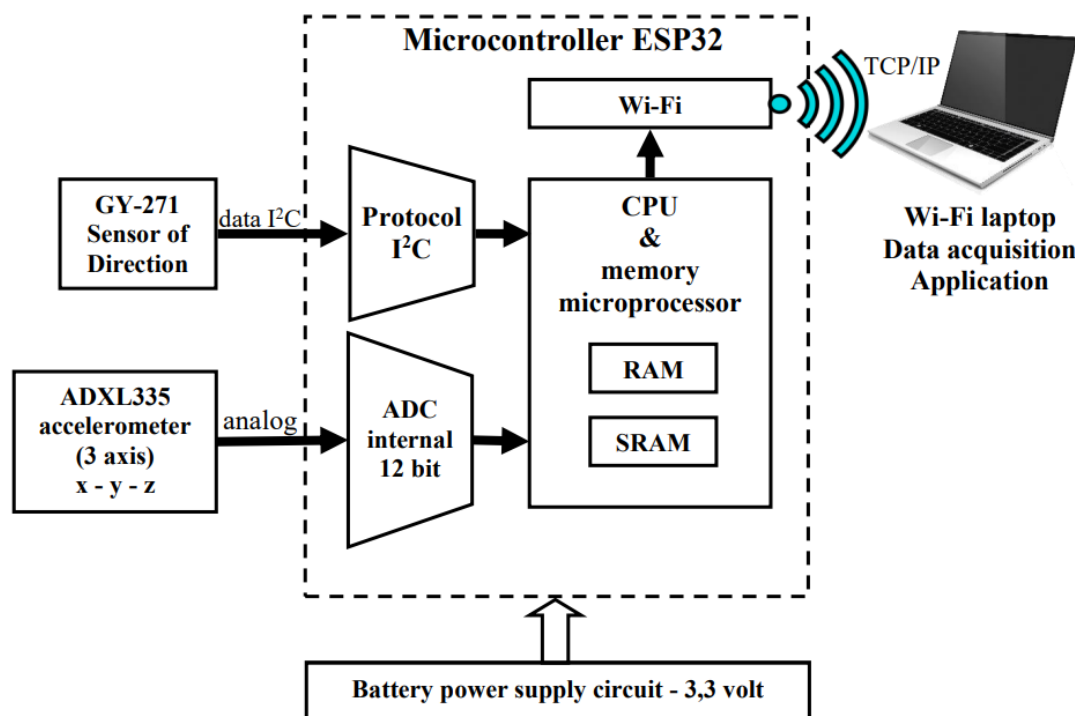 Microcontroller ESP32
Wi-Fi
TCP/IP
GY-271
Sensor of
Direction
data I²C
Protocol
I²C
CPU
&
memory
microprocessor
RAM
SRAM
Wi-Fi laptop
Data acquisition
Application
ADXL335
accelerometer
(3 axis)
x - y - z
analog
ADC
internal
12 bit
Battery power supply circuit - 3,3 volt